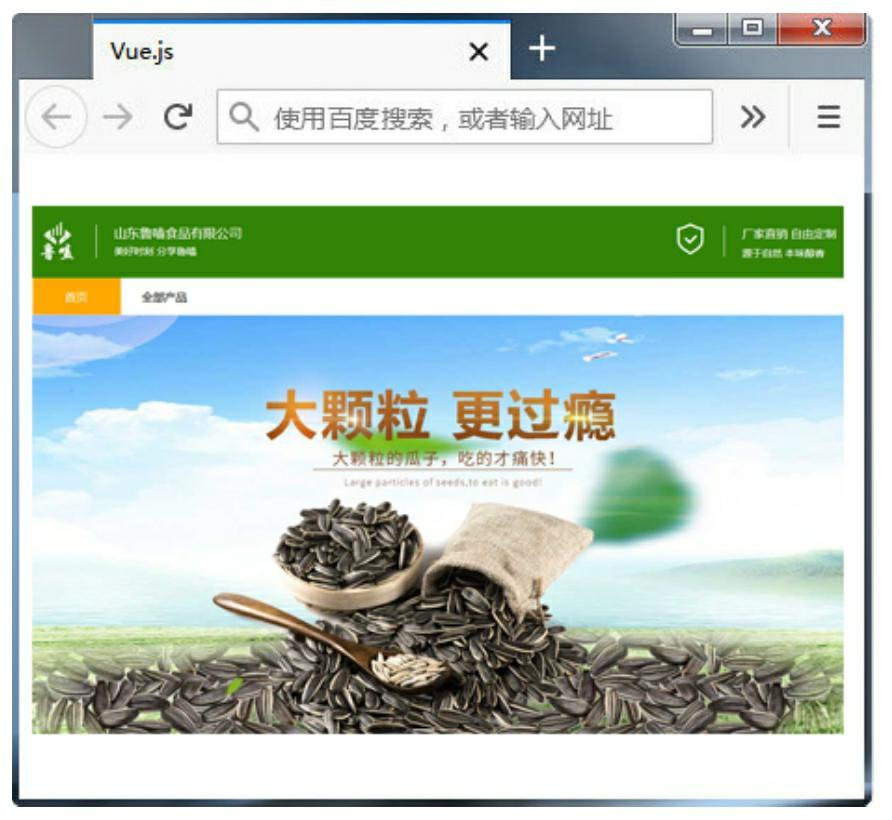 Vue.js
使用百度搜索，或者输入网址
山东鲁嗑食品有限公司
美好时刻 分享鲁嗑
厂家直销 自由定制
源于自然 本味醇香
鲁嗑
首页
全部产品
大颗粒 更过瘾
大颗粒的瓜子，吃的才痛快！
Large particles of seeds,to eat is good!